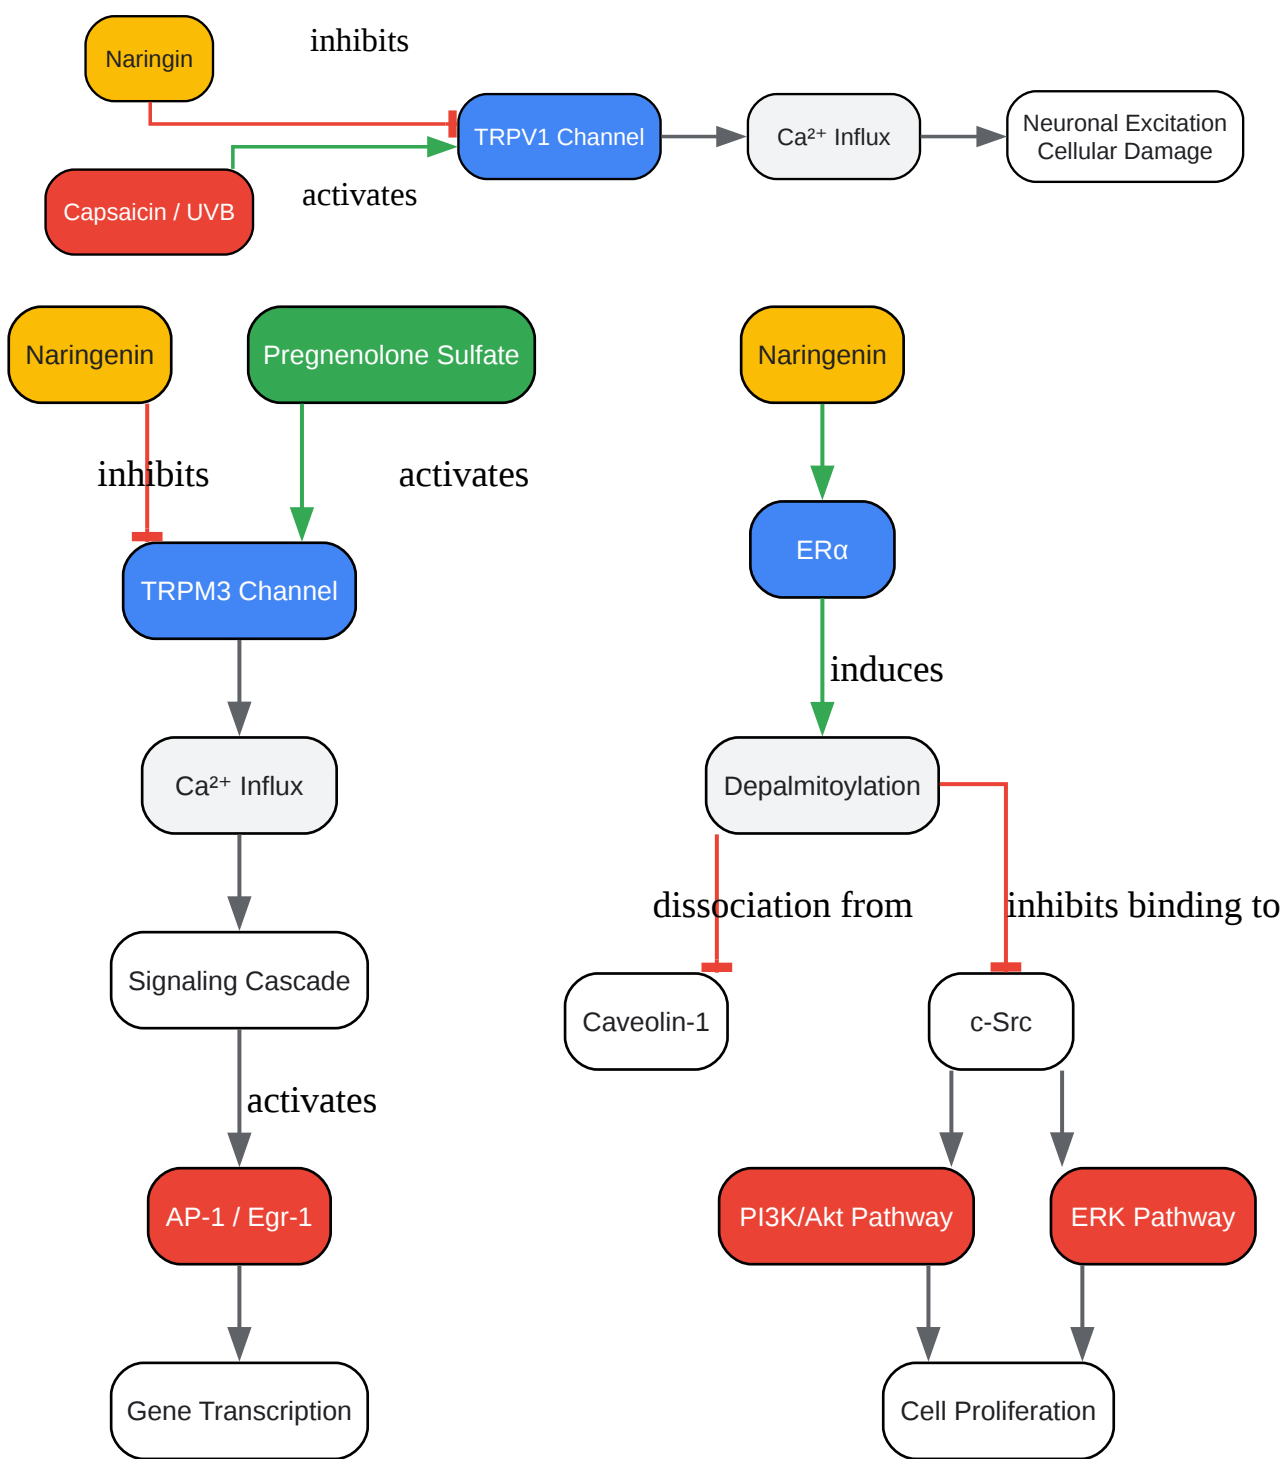 Naringin
inhibits
TRPV1 Channel
Ca²⁺ Influx
Neuronal Excitation
Cellular Damage
activates
Capsaicin / UVB
Naringenin
Pregnenolone Sulfate
inhibits
activates
TRPM3 Channel
Ca²⁺ Influx
Signaling Cascade
activates
AP-1 / Egr-1
Gene Transcription
Naringenin
ERα
induces
Depalmitoylation
dissociation from
inhibits binding to
Caveolin-1
c-Src
PI3K/Akt Pathway
ERK Pathway
Cell Proliferation